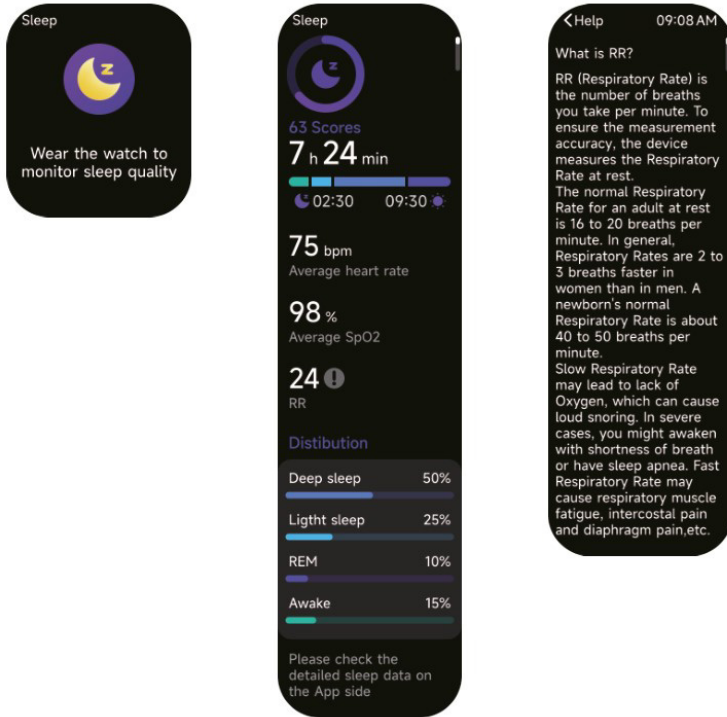 Sleep
Wear the watch to
monitor sleep quality
Sleep
63 Scores
7 h 24 min
02:30 09:30
75 bpm
Average heart rate
98 %
Average SpO2
24
RR
Distibution
Deep sleep 50%
Ligtht sleep 25%
REM 10%
Awake 15%
Please check the
detailed sleep data on
the App side
Help 09:08 AM
What is RR?
RR (Respiratory Rate) is
the number of breaths
you take per minute. To
ensure the measurement
accuracy, the device
measures the Respiratory
Rate at rest.
The normal Respiratory
Rate for an adult at rest
is 16 to 20 breaths per
minute. In general,
Respiratory Rates are 2 to
3 breaths faster in
women than in men. A
newborn's normal
Respiratory Rate is about
40 to 50 breaths per
minute.
Slow Respiratory Rate
may lead to lack of
Oxygen, which can cause
loud snoring. In severe
cases, you might awaken
with shortness of breath
or have sleep apnea. Fast
Respiratory Rate may
cause respiratory muscle
fatigue, intercostal pain
and diaphragm pain,etc.